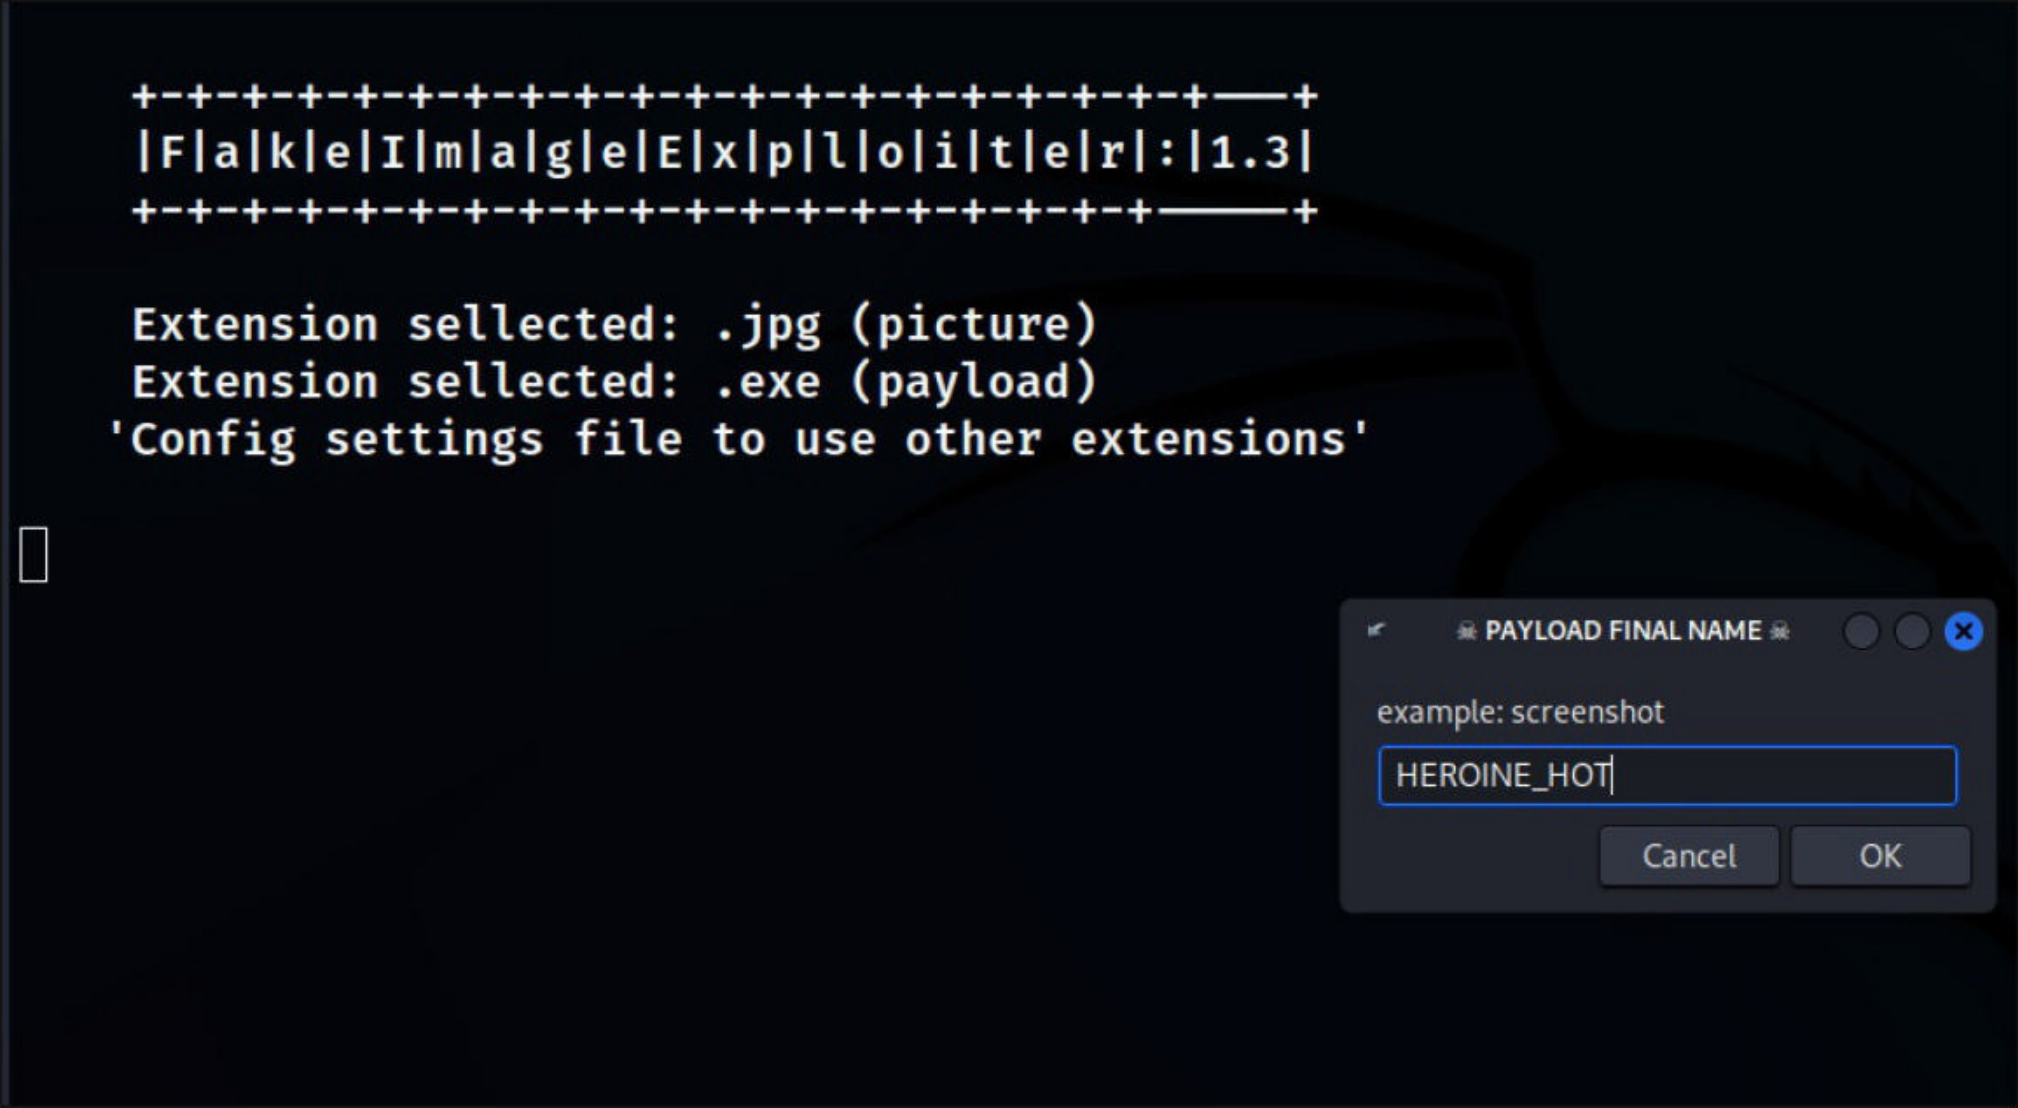 +-+-+-+-+-+-+-+-+-+-+-+-+-+-+-+-+-+-+-+-+---+
|F|a|k|e|I|m|a|g|e|E|x|p|l|o|i|t|e|r|:|1.3|
+-+-+-+-+-+-+-+-+-+-+-+-+-+-+-+-+-+-+-+-----+
Extension sellected: .jpg (picture)
Extension sellected: .exe (payload)
'Config settings file to use other extensions'
☠ PAYLOAD FINAL NAME ☠
example: screenshot
HEROINE_HOT
Cancel OK